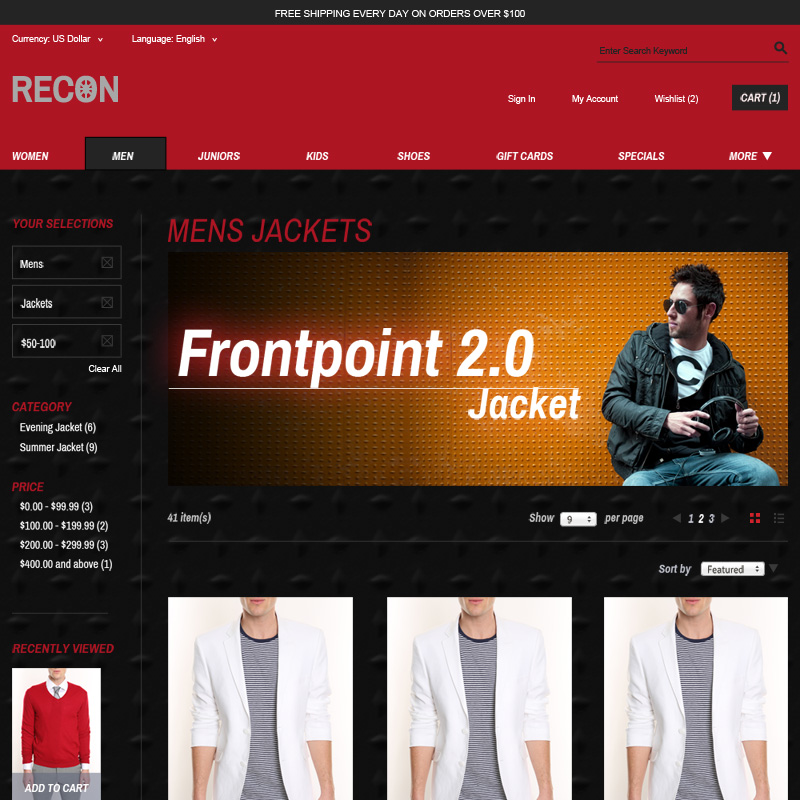 FREE SHIPPING EVERY DAY ON ORDERS OVER $100
Currency: US Dollar
Language: English
Enter Search Keyword
RECON
Sign In
My Account
Wishlist (2)
CART (1)
WOMEN
MEN
JUNIORS
KIDS
SHOES
GIFT CARDS
SPECIALS
MORE
YOUR SELECTIONS
Mens
Jackets
$50-100
Clear All
CATEGORY
Evening Jacket (6)
Summer Jacket (9)
PRICE
$0.00 - $99.99 (3)
$100.00 - $199.99 (2)
$200.00 - $299.99 (3)
$400.00 and above (1)
RECENTLY VIEWED
ADD TO CART
MENS JACKETS
Frontpoint 2.0
Jacket
41 item(s)
Show 9 per page
1 2 3
Sort by Featured